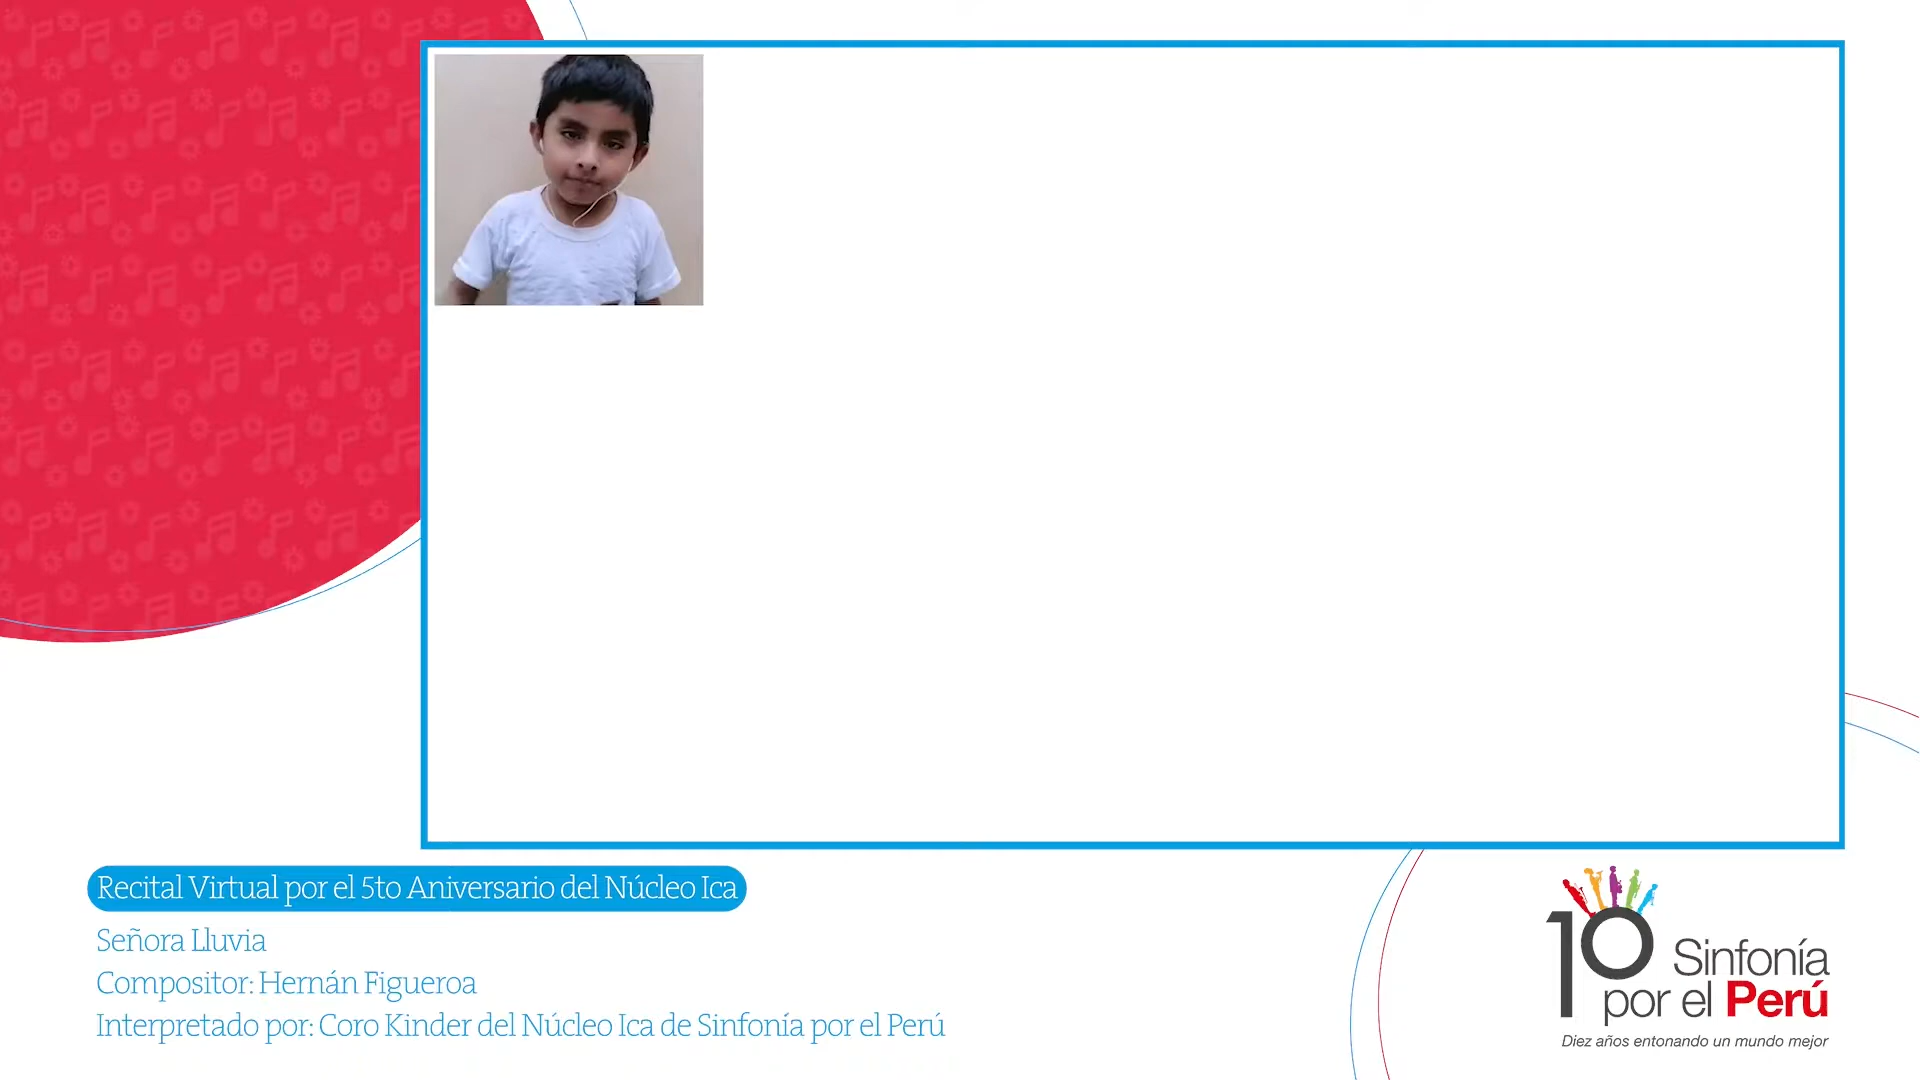 Recital Virtual por el 5to Aniversario del Núcleo Ica
Señora Lluvia
Compositor: Hernán Figueroa
Interpretado por: Coro Kinder del Núcleo Ica de Sinfonía por el Perú
10 Sinfonía
por el Perú
Diez años entonando un mundo mejor